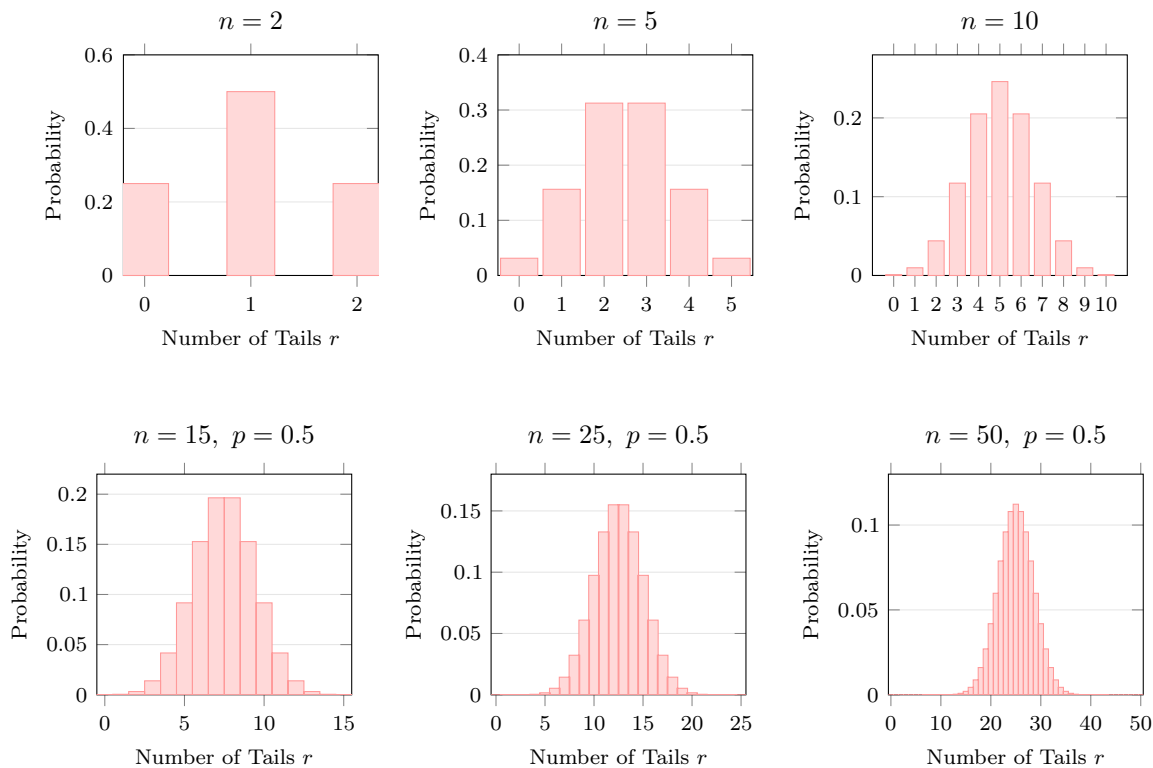 n = 2
0.6
0.4
0.2
0
Probability
0 1 2
Number of Tails r
n = 5
0.4
0.3
0.2
0.1
0
Probability
0 1 2 3 4 5
Number of Tails r
n = 10
0.2
0.1
0
Probability
0 1 2 3 4 5 6 7 8 9 10
Number of Tails r
n = 15, p = 0.5
0.2
0.15
0.1
0.05
0
Probability
0 5 10 15
Number of Tails r
n = 25, p = 0.5
0.15
0.1
0.05
0
Probability
0 5 10 15 20 25
Number of Tails r
n = 50, p = 0.5
0.1
0.05
0
Probability
0 10 20 30 40 50
Number of Tails r